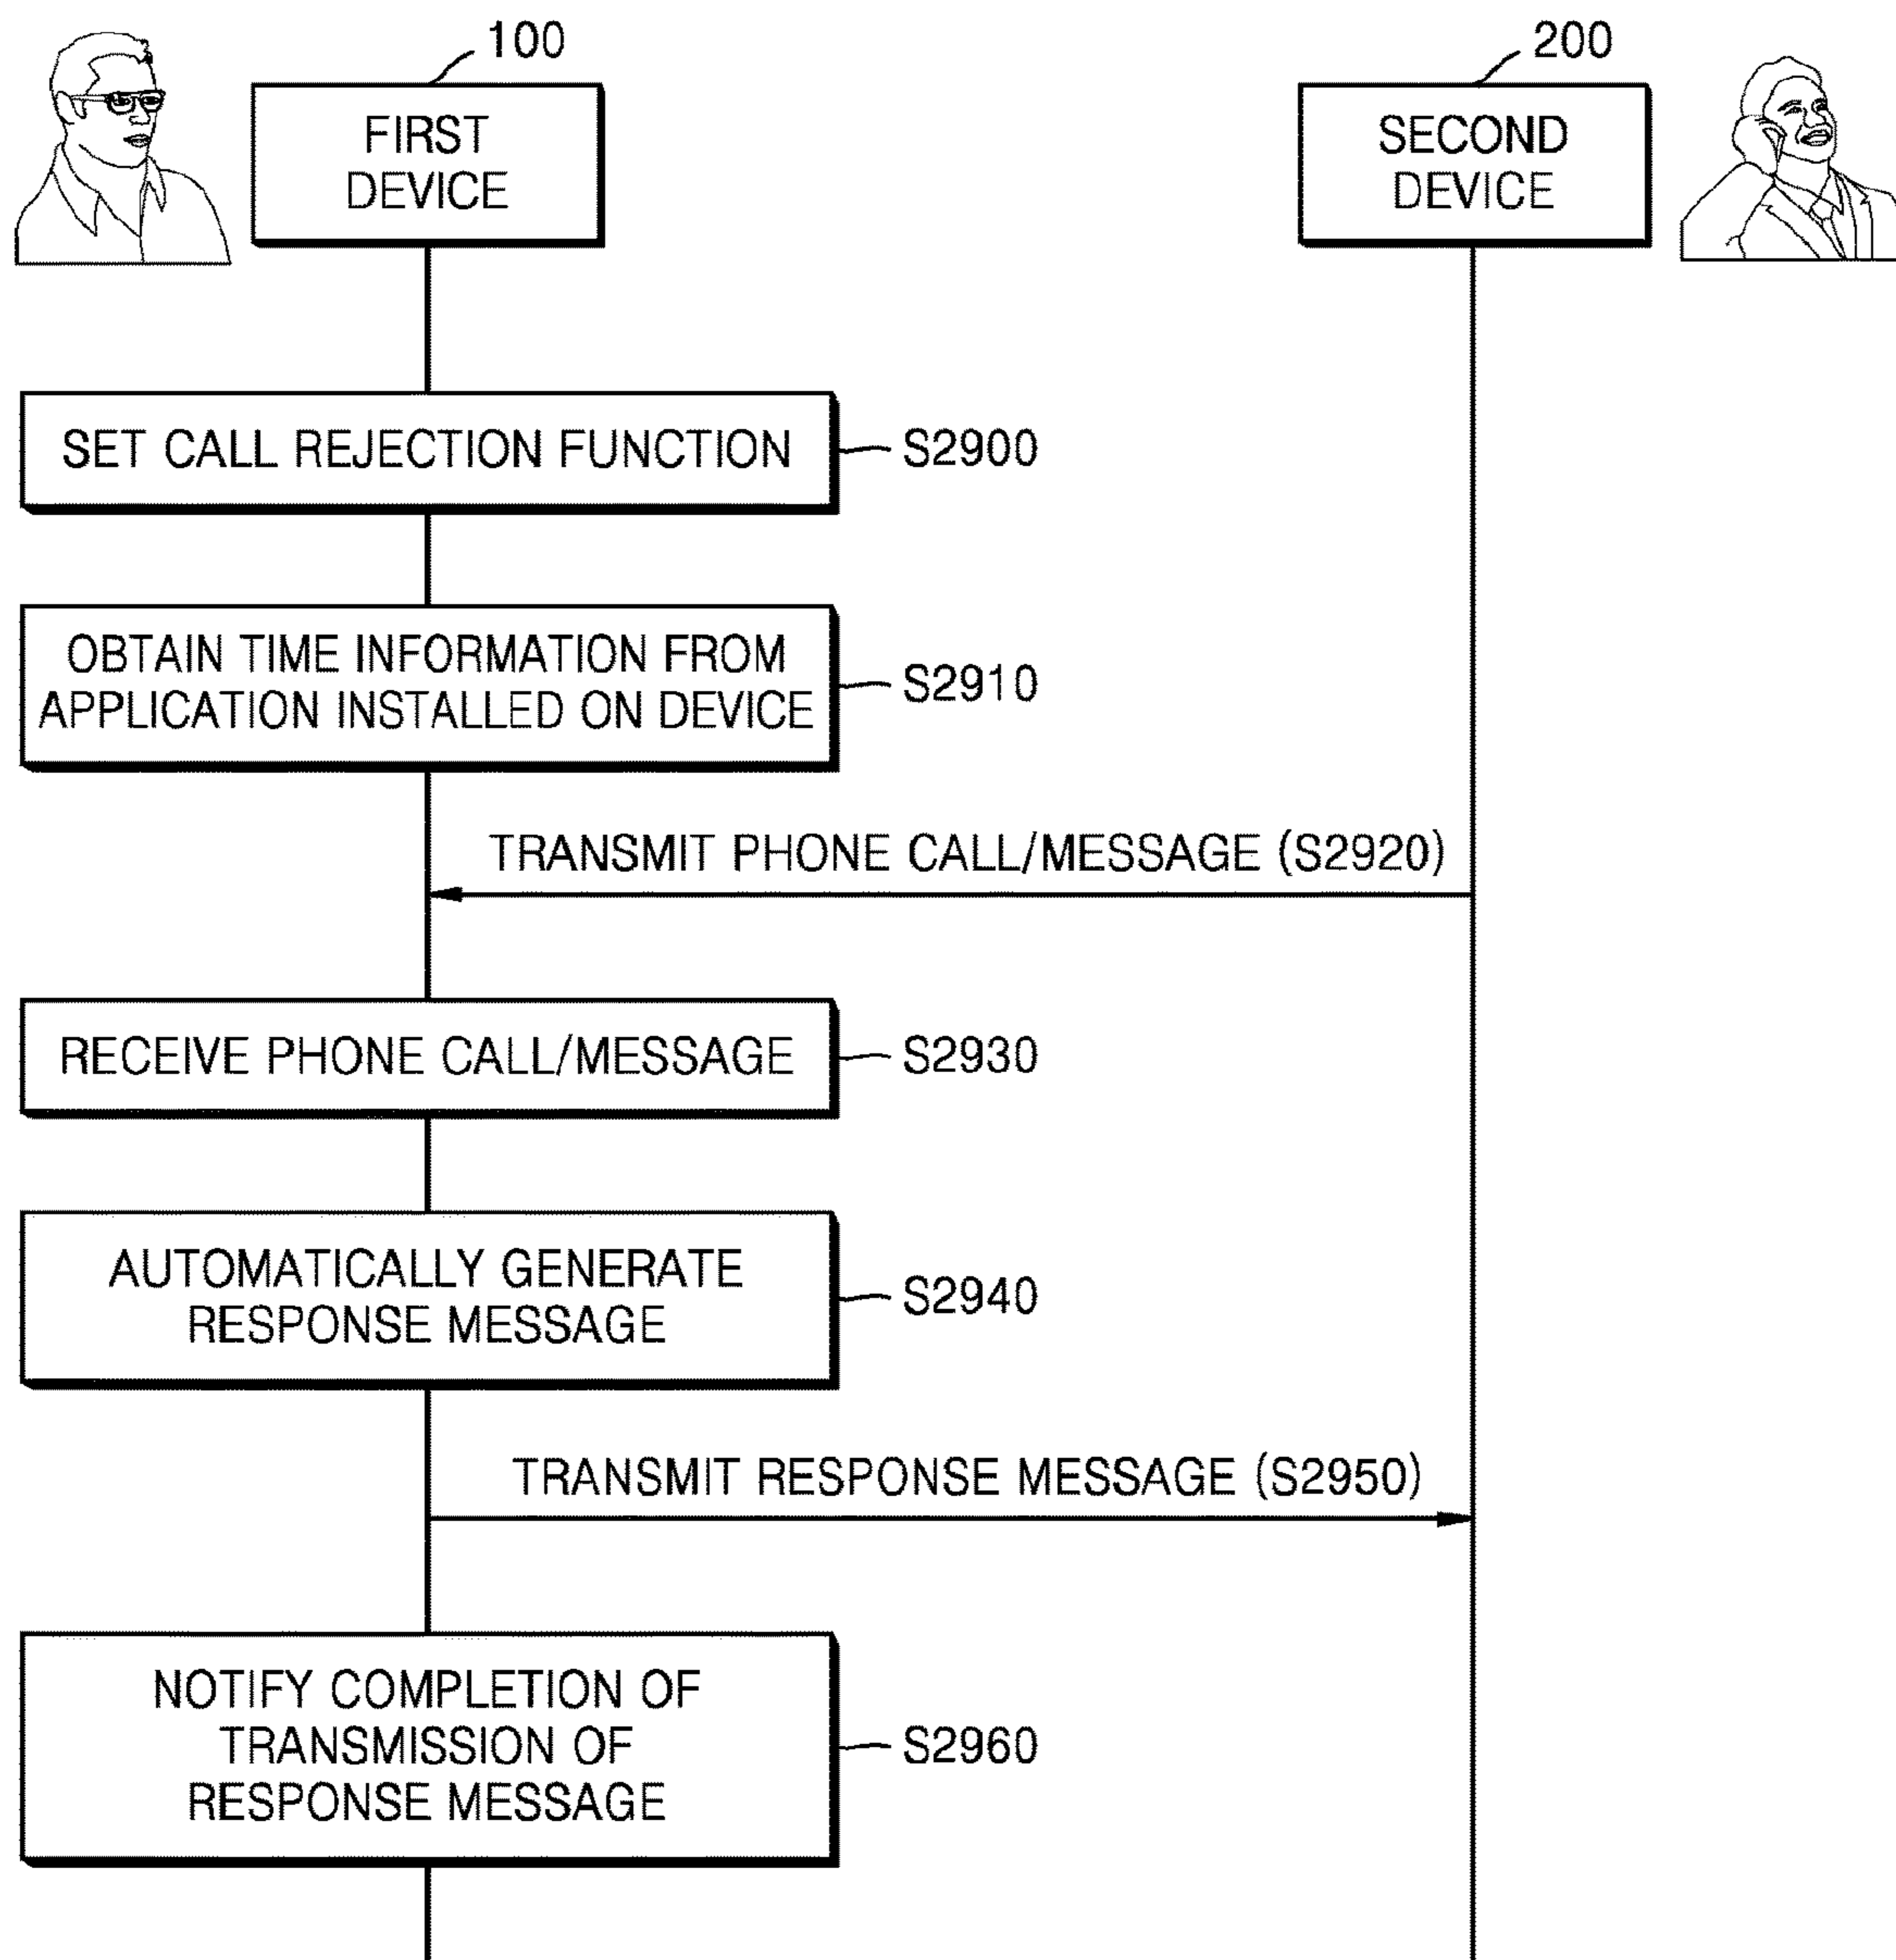 100
FIRST
DEVICE
200
SECOND
DEVICE
SET CALL REJECTION FUNCTION
S2900
OBTAIN TIME INFORMATION FROM
APPLICATION INSTALLED ON DEVICE
S2910
TRANSMIT PHONE CALL/MESSAGE (S2920)
RECEIVE PHONE CALL/MESSAGE
S2930
AUTOMATICALLY GENERATE
RESPONSE MESSAGE
S2940
TRANSMIT RESPONSE MESSAGE (S2950)
NOTIFY COMPLETION OF
TRANSMISSION OF
RESPONSE MESSAGE
S2960